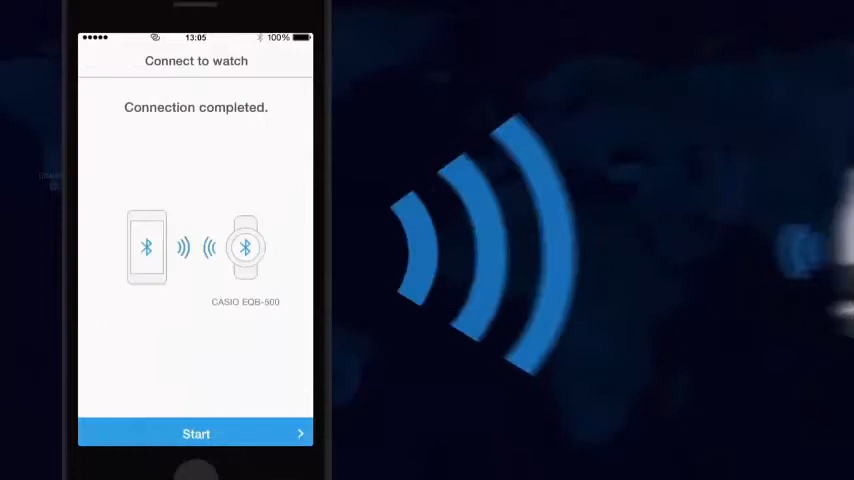 13:05
100%
Connect to watch
Connection completed.
CASIO EQB-500
Start